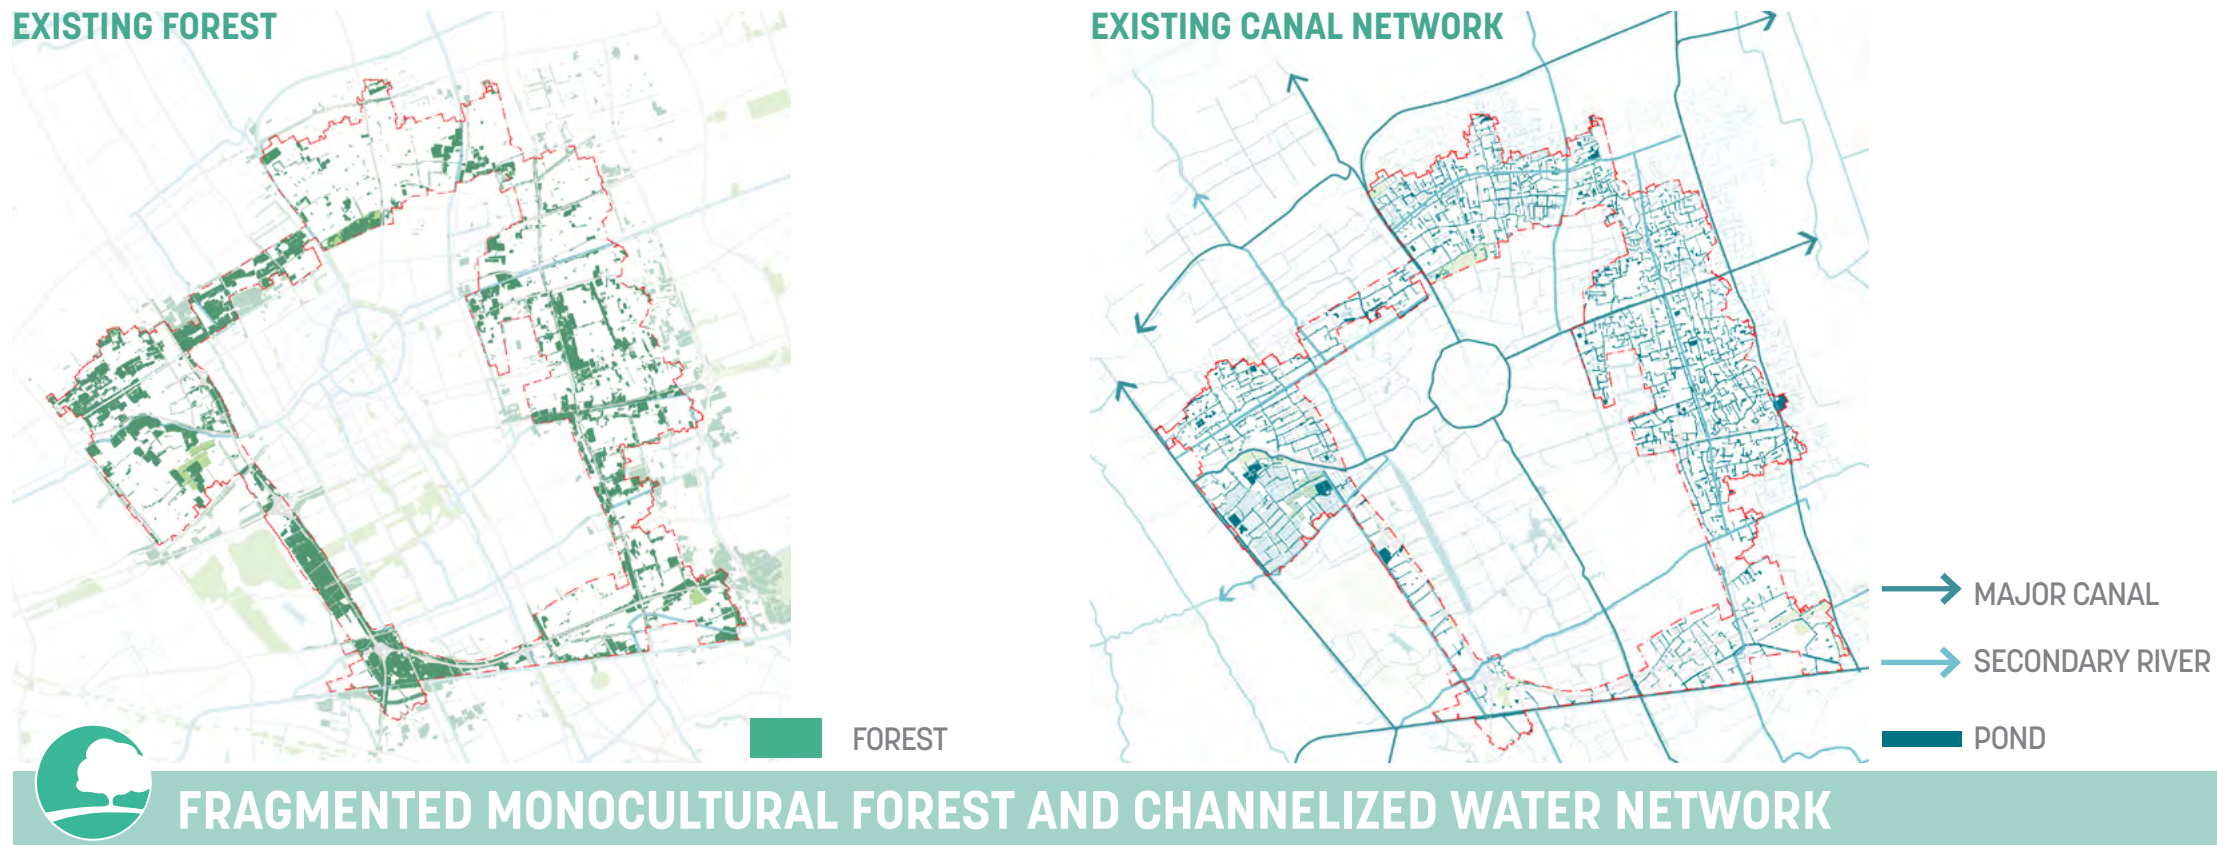 EXISTING FOREST
EXISTING CANAL NETWORK
MAJOR CANAL
SECONDARY RIVER
FOREST
POND
FRAGMENTED MONOCULTURAL FOREST AND CHANNELIZED WATER NETWORK